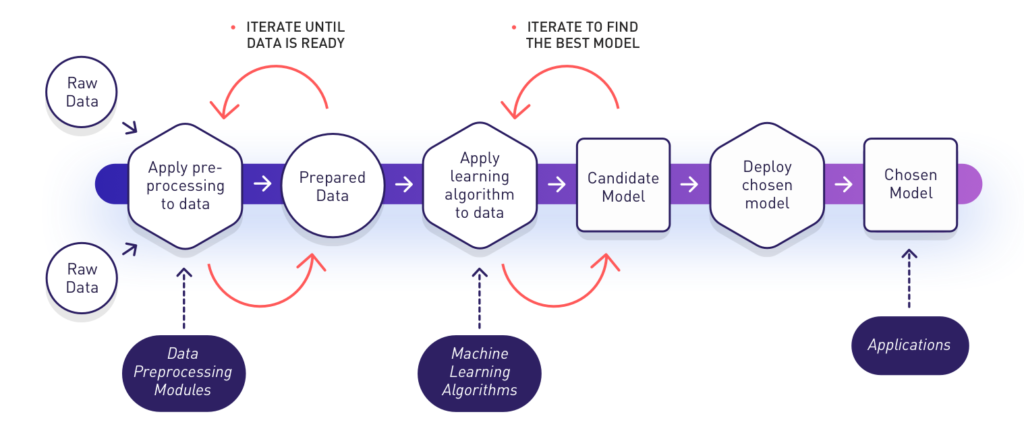 • ITERATE UNTIL
DATA IS READY
• ITERATE TO FIND
THE BEST MODEL
Raw
Data
Raw
Data
Apply pre-
processing
to data
Prepared
Data
Apply
learning
algorithm
to data
Candidate
Model
Deploy
chosen
model
Chosen
Model
Data
Preprocessing
Modules
Machine
Learning
Algorithms
Applications